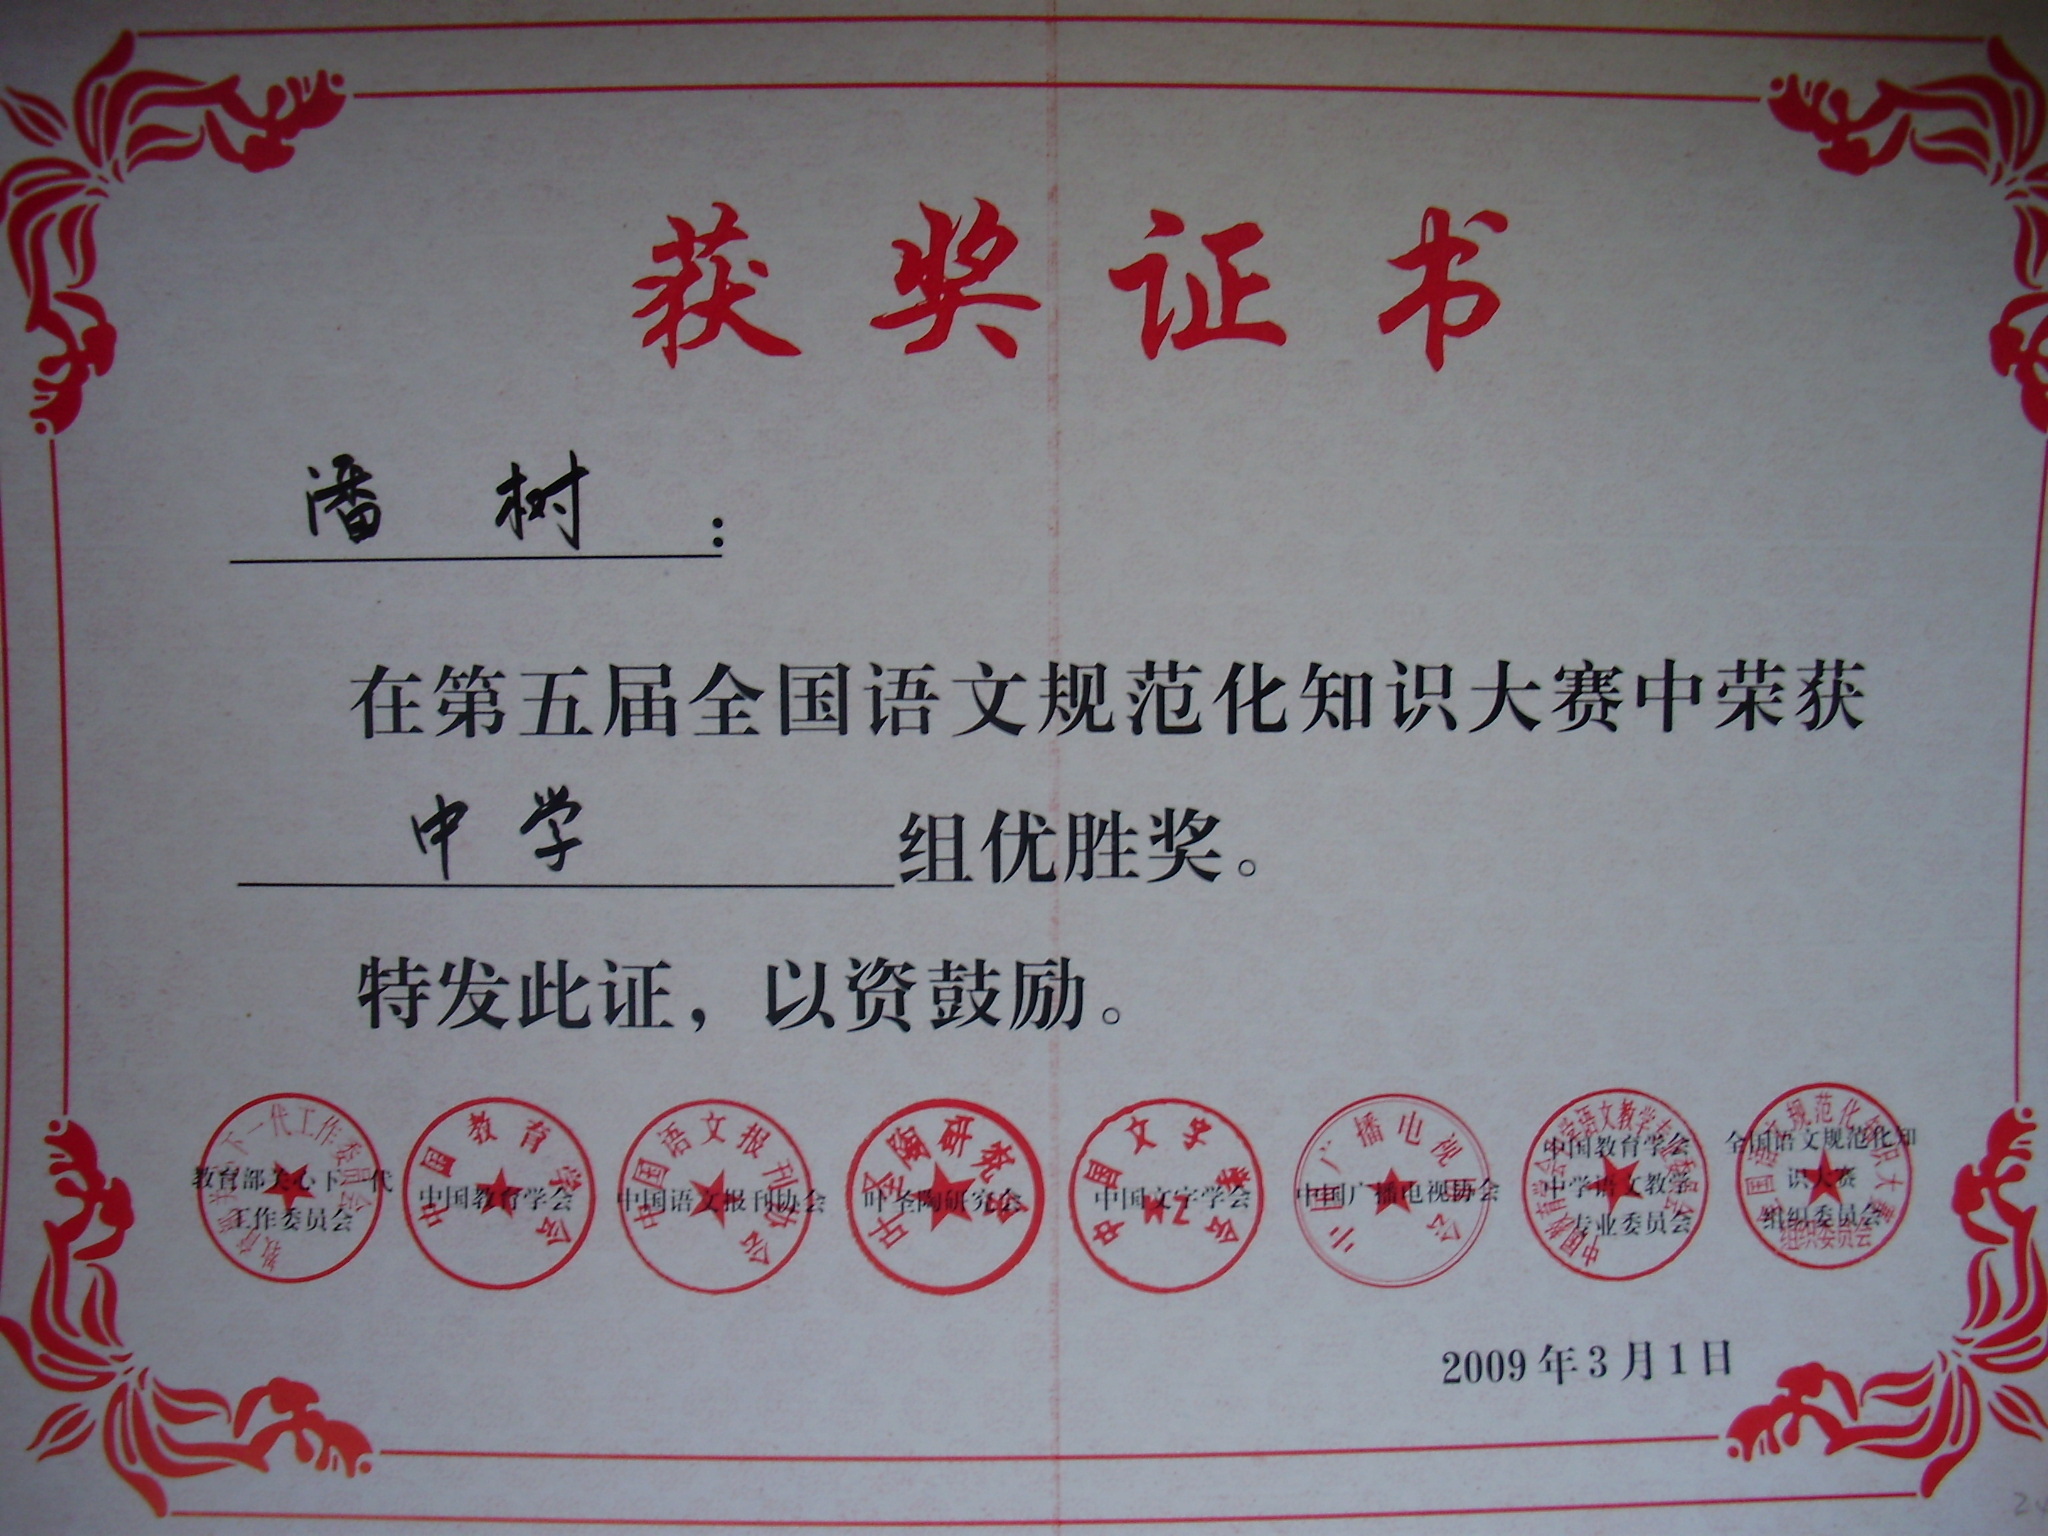 获奖证书
潘 树 :
在第五届全国语文规范化知识大赛中荣获
中学 组优胜奖。
特发此证，以资鼓励。
教育部关心下一代
工作委员会
中国教育学会
中国语文报刊协会
叶圣陶研究会
中国文字学会
中国广播电视协会
中国教育学会
中学语文教学
专业委员会
全国语文规范化知
识大赛
组织委员会
2009年3月1日